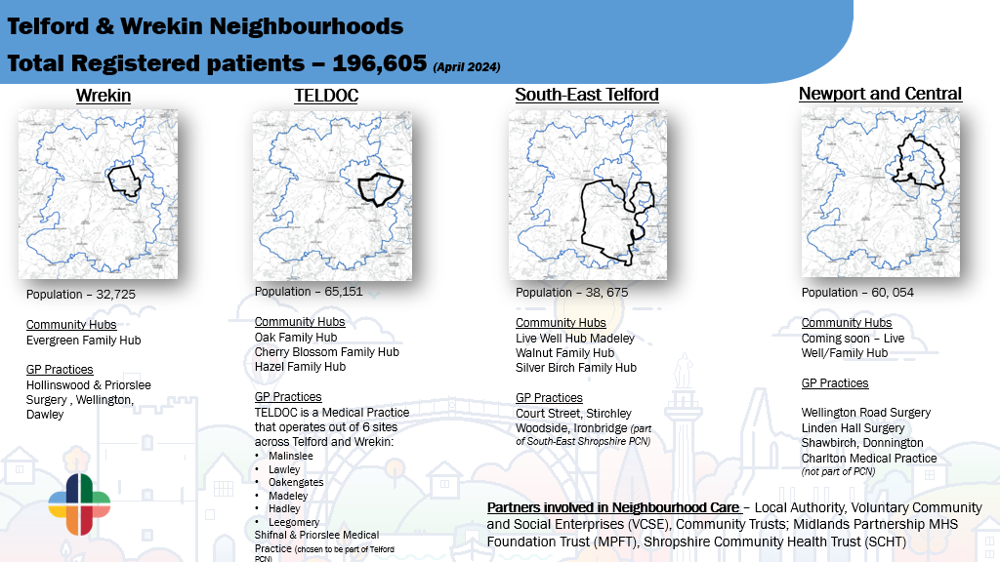 Telford & Wrekin Neighbourhoods
Total Registered patients – 196,605 (April 2024)
Wrekin
Population – 32,725
Community Hubs
Evergreen Family Hub
GP Practices
Hollinswood & Priorslee
Surgery , Wellington,
Dawley
TELDOC
Population – 65,151
Community Hubs
Oak Family Hub
Cherry Blossom Family Hub
Hazel Family Hub
GP Practices
TELDOC is a Medical Practice
that operates out of 6 sites
across Telford and Wrekin:
• Malinslee
• Lawley
• Oakengates
• Madeley
• Hadley
• Leegomery
Shifnal & Priorslee Medical
Practice (chosen to be part of Telford
PCN)
South-East Telford
Population – 38, 675
Community Hubs
Live Well Hub Madeley
Walnut Family Hub
Silver Birch Family Hub
GP Practices
Court Street, Stirchley
Woodside, Ironbridge (part
of South-East Shropshire PCN)
Newport and Central
Population – 60, 054
Community Hubs
Coming soon – Live
Well/Family Hub
GP Practices
Wellington Road Surgery
Linden Hall Surgery
Shawbirch, Donnington
Charlton Medical Practice
(not part of PCN)
Partners involved in Neighbourhood Care – Local Authority, Voluntary Community
and Social Enterprises (VCSE), Community Trusts; Midlands Partnership MHS
Foundation Trust (MPFT), Shropshire Community Health Trust (SCHT)